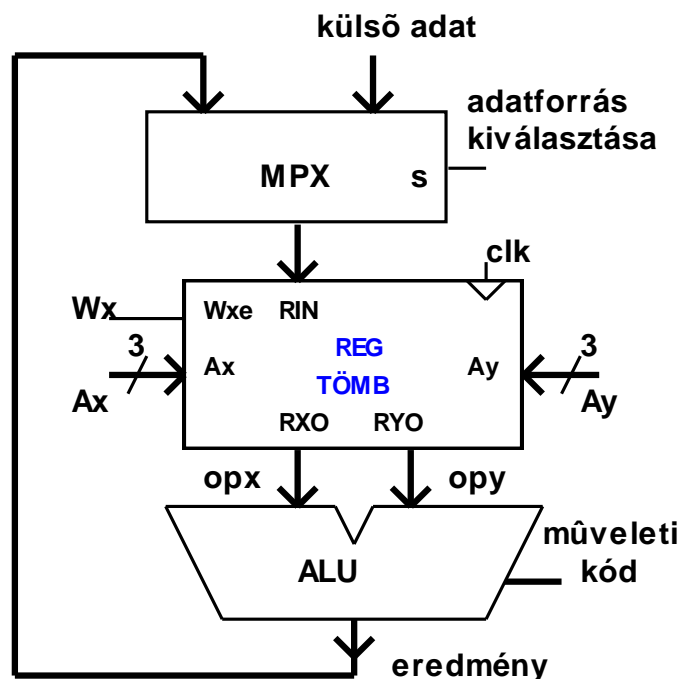 külsõ adat
adatforrás
kiválasztása
MPX s
clk
Wx
Wxe RIN
3
REG
3
Ax
Ay
TÖMB
Ax
Ay
RXO RYO
opx
opy
mûveleti
ALU
kód
eredmény